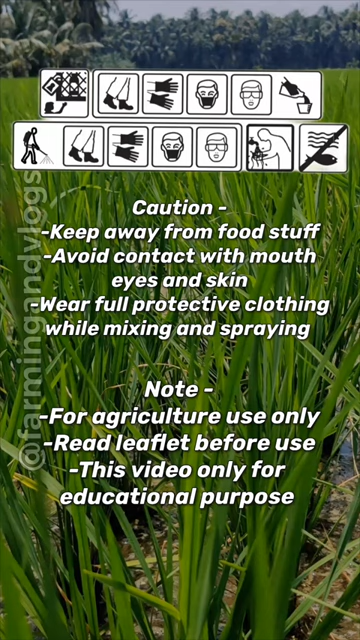 Caution -
-Keep away from food stuff
-Avoid contact with mouth
eyes and skin
-Wear full protective clothing
while mixing and spraying
Note -
-For agriculture use only
-Read leaflet before use
-This video only for
educational purpose
@farmingandvlogs